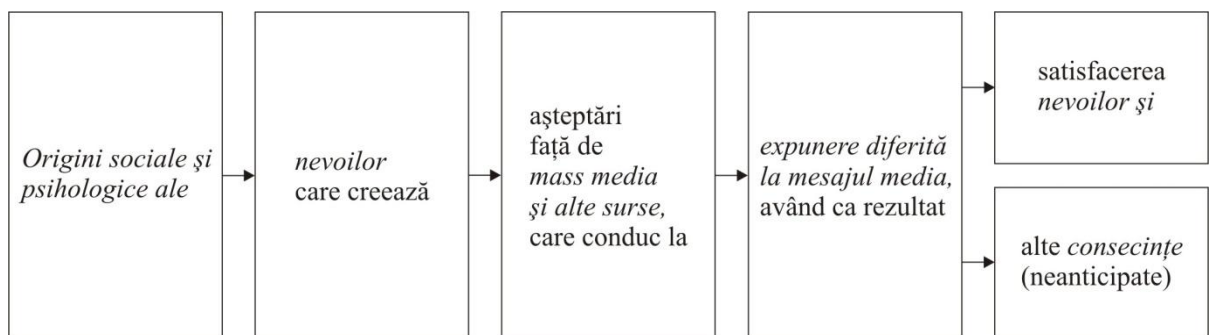 Origini sociale şi
psihologice ale
nevoilor
care creează
aşteptări
faţă de
mass media
şi alte surse,
care conduc la
expunere diferită
la mesajul media,
având ca rezultat
satisfacerea
nevoilor şi
alte consecinţe
(neanticipate)